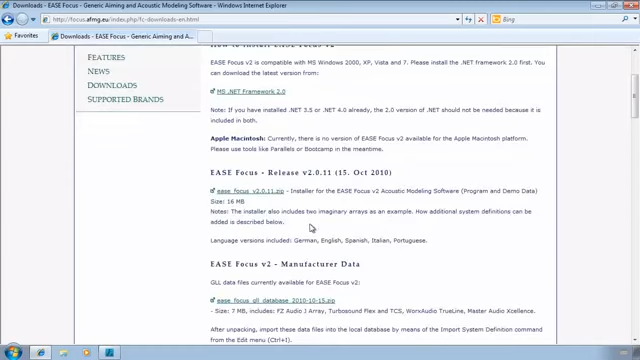 Downloads - EASE Focus - Generic Aiming and Acoustic Modeling Software - Windows Internet Explorer
http://focus.afmg.eu/index.php/fc-downloads-en.html
Bing
Favorites
Downloads - EASE Focus - Generic Aiming and A...
FEATURES
NEWS
DOWNLOADS
SUPPORTED BRANDS
How to install EASE Focus v2
EASE Focus v2 is compatible with MS Windows 2000, XP, Vista and 7. Please install the .NET framework 2.0 first. You
can download the latest version from:
MS .NET Framework 2.0
Note: If you have installed .NET 3.5 or .NET 4.0 already, the 2.0 version of .NET should not be needed because it is
included in both.
Apple Macintosh: Currently, there is no version of EASE Focus v2 available for the Apple Macintosh platform.
Please use tools like Parallels or Bootcamp in the meantime.
EASE Focus - Release v2.0.11 (15. Oct 2010)
ease_focus_v2.0.11.zip - Installer for the EASE Focus v2 Acoustic Modeling Software (Program and Demo Data)
Size: 16 MB
Notes: The installer also includes two imaginary arrays as an example. How additional system definitions can be
added is described below.
Language versions included: German, English, Spanish, Italian, Portuguese.
EASE Focus v2 - Manufacturer Data
GLL data files currently available for EASE Focus v2:
ease_focus_gll_database_2010-10-15.zip
- Size: 7 MB, includes: FZ Audio J Array, Turbosound Flex and TCS, WorxAudio TrueLine, Master Audio Xcellence.
After unpacking, import these data files into the local database by means of the Import System Definition command
from the Edit menu (Ctrl+I).